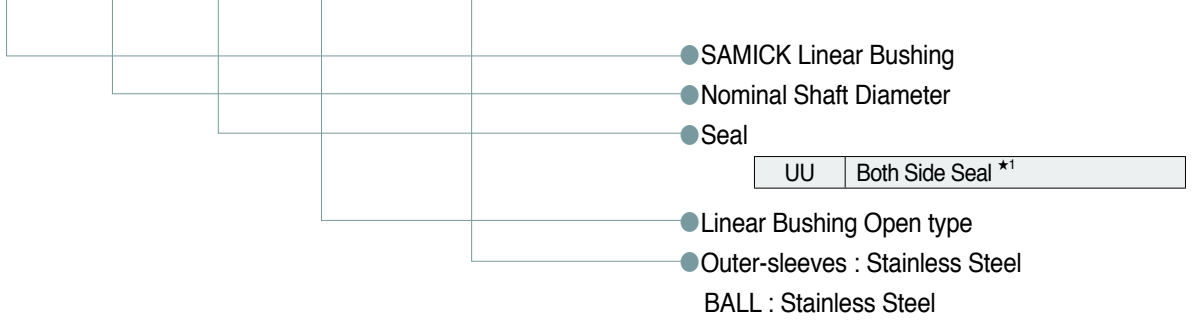 SAMICK Linear Bushing
Nominal Shaft Diameter
Seal
UU Both Side Seal ★1
Linear Bushing Open type
Outer-sleeves : Stainless Steel
BALL : Stainless Steel